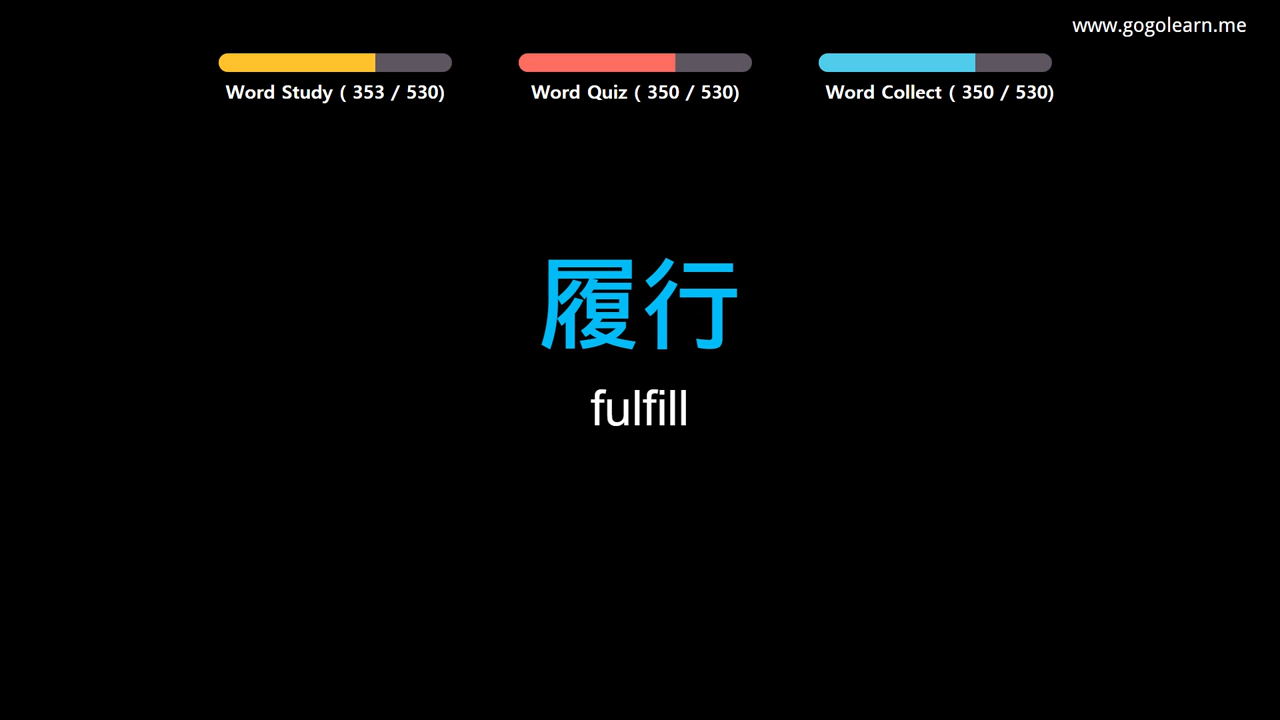 www.gogolearn.me
Word Study ( 353 / 530)
Word Quiz ( 350 / 530)
Word Collect ( 350 / 530)
履行
fulfill